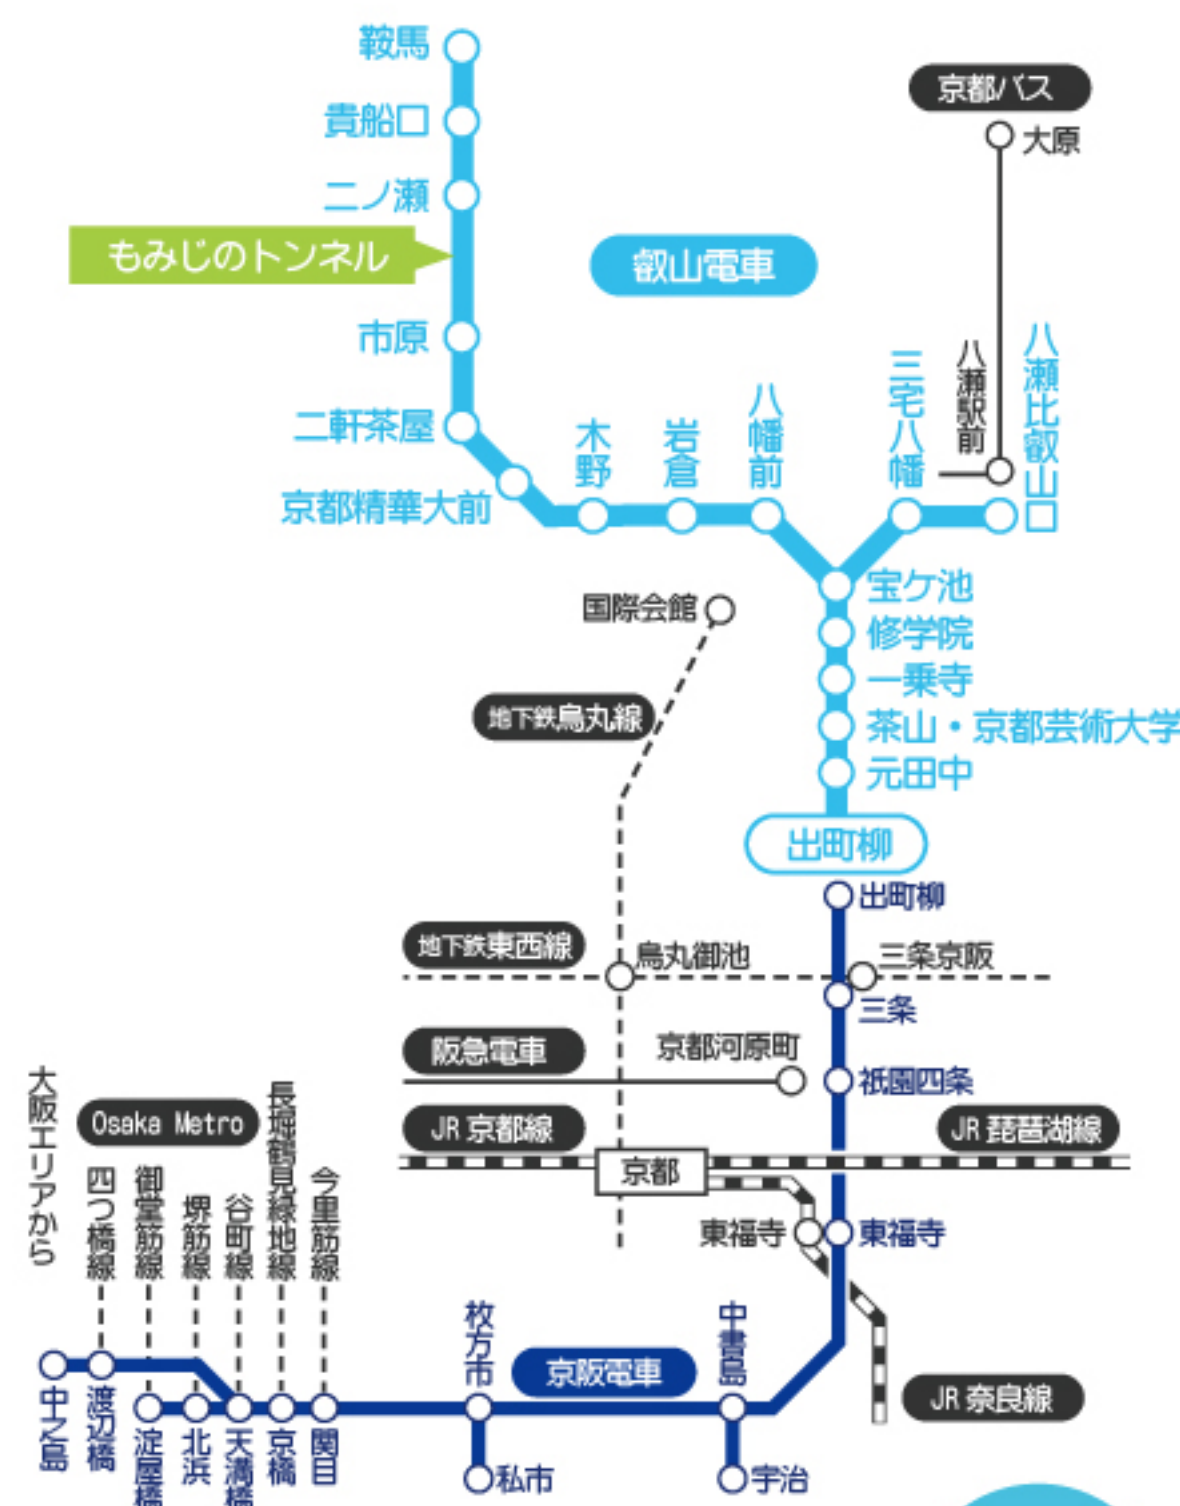 鞍馬
京都バス
貴船口
大原
二ノ瀬
もみじのトンネル
叡山電車
市原
八瀬駅前
八瀬比叡山口
三宅八幡
二軒茶屋
木野
岩倉
八幡前
京都精華大前
宝ケ池
国際会館
修学院
一乗寺
地下鉄烏丸線
茶山・京都芸術大学
元田中
出町柳
出町柳
地下鉄東西線
烏丸御池
三条京阪
三条
阪急電車
京都河原町
祇園四条
JR 京都線
JR 琵琶湖線
京都
東福寺
東福寺
大阪エリアから
Osaka Metro
四つ橋線
御堂筋線
堺筋線
谷町線
長堀鶴見緑地線
今里筋線
枚方市
京阪電車
中書島
JR 奈良線
中之島
渡辺橋
淀屋橋
北浜
天満橋
京橋
関目
私市
宇治